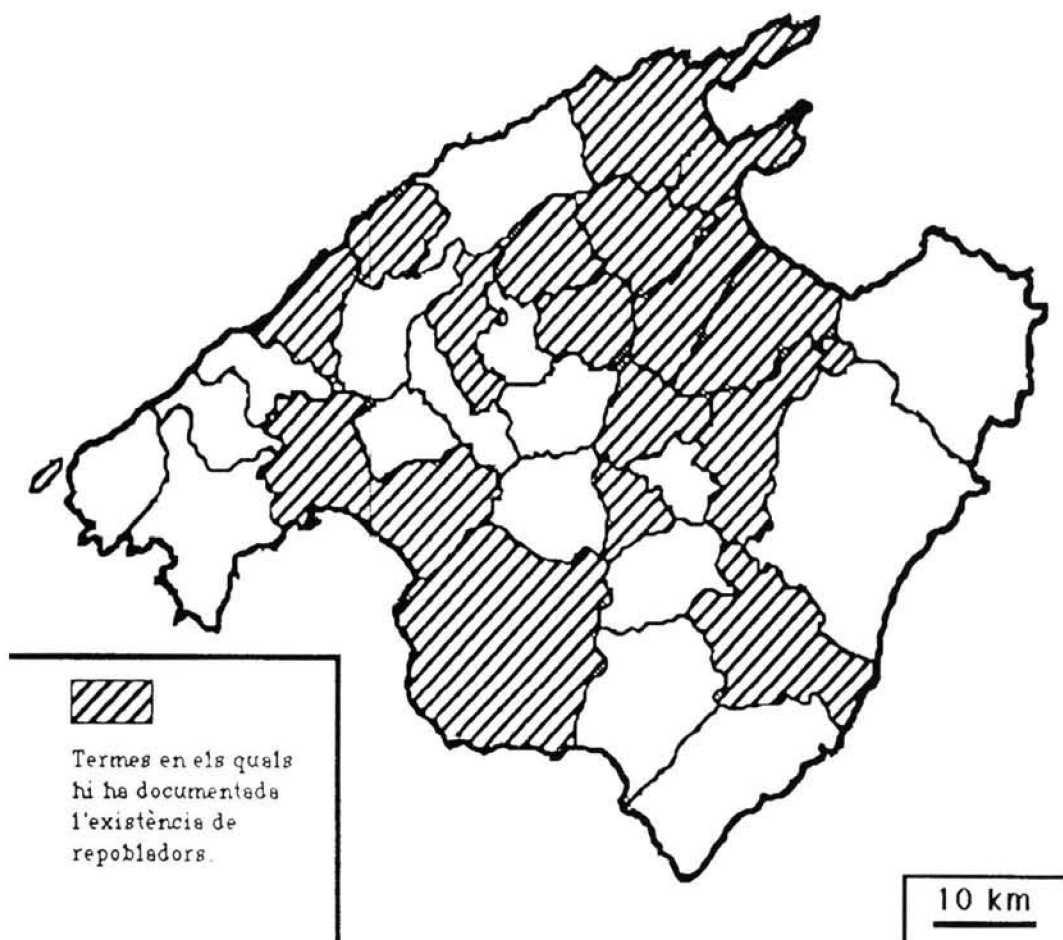 Termes en els quals
hi ha documentada
l'existència de
repobladors.
10 km